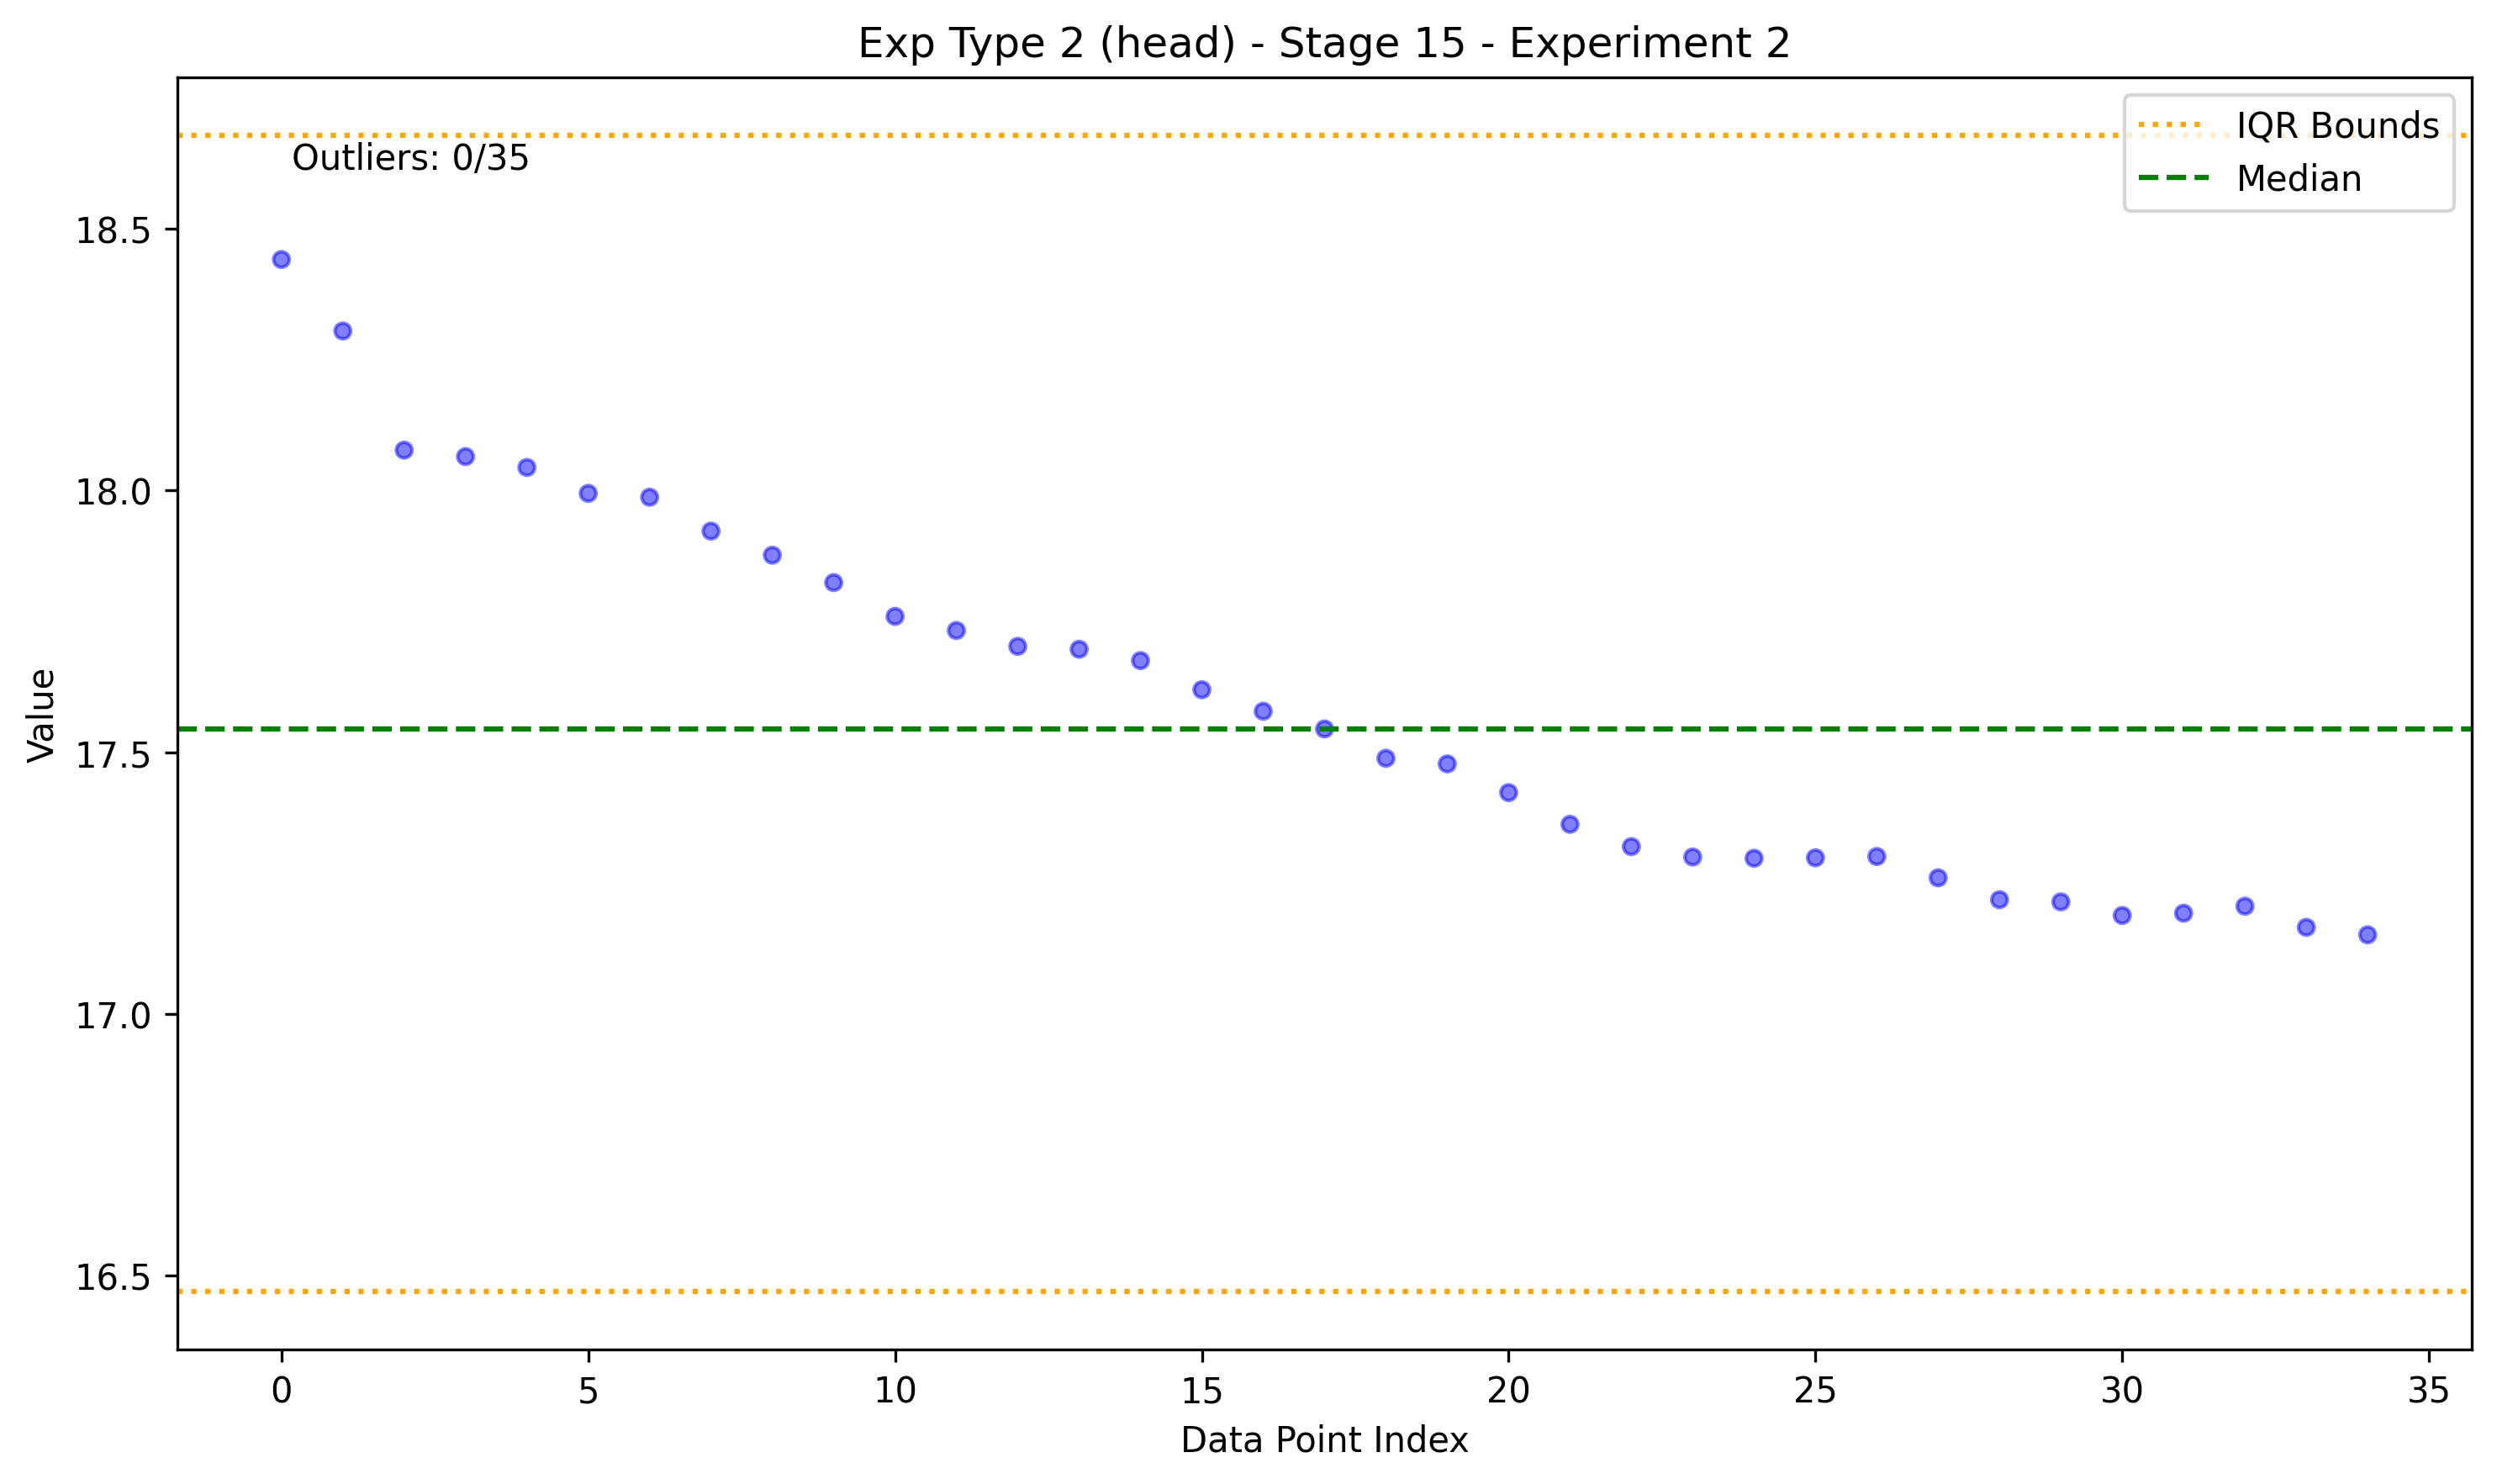 Exp Type 2 (head) - Stage 15 - Experiment 2
IQR Bounds
Median
Outliers: 0/35
18.5
18.0
17.5
17.0
16.5
Value
0 5 10 15 20 25 30 35
Data Point Index